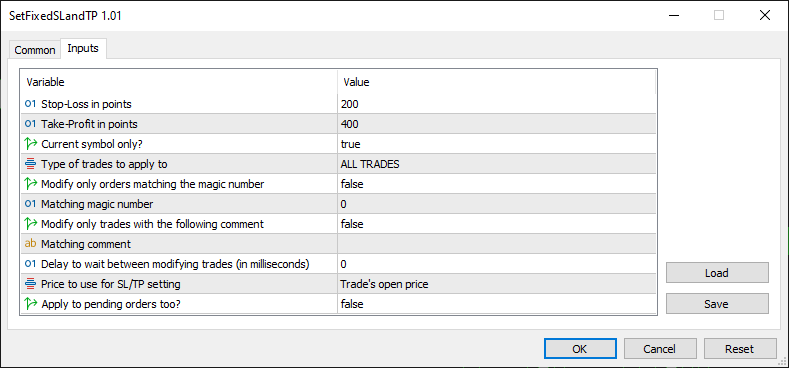 SetFixedSLandTP 1.01
Common Inputs
Variable Value
01 Stop-Loss in points 200
01 Take-Profit in points 400
Current symbol only? true
Type of trades to apply to ALL TRADES
Modify only orders matching the magic number false
01 Matching magic number 0
Modify only trades with the following comment false
ab Matching comment
01 Delay to wait between modifying trades (in milliseconds) 0
Price to use for SL/TP setting Trade's open price
Apply to pending orders too? false
Load
Save
OK Cancel Reset